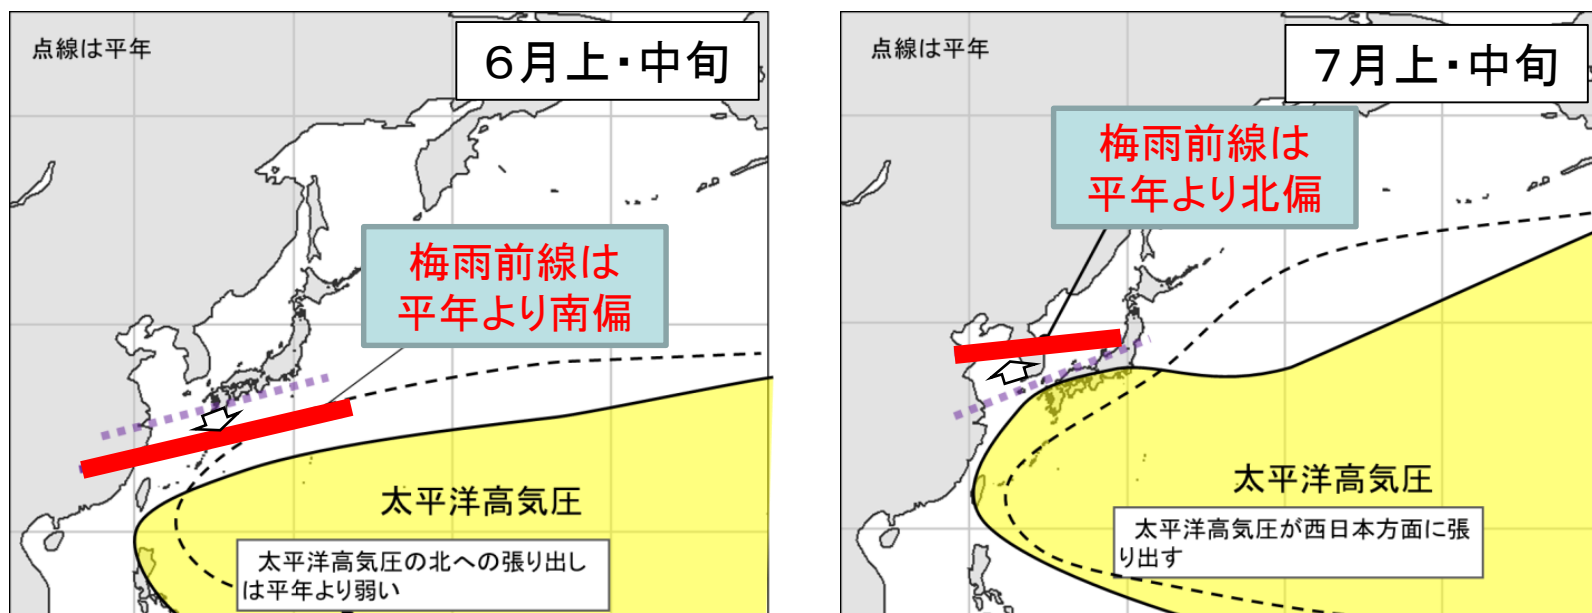 点線は平年
６月上・中旬
梅雨前線は
平年より南偏
太平洋高気圧
太平洋高気圧の北への張り出し
は平年より弱い
点線は平年
７月上・中旬
梅雨前線は
平年より北偏
太平洋高気圧
太平洋高気圧が西日本方面に張
り出す